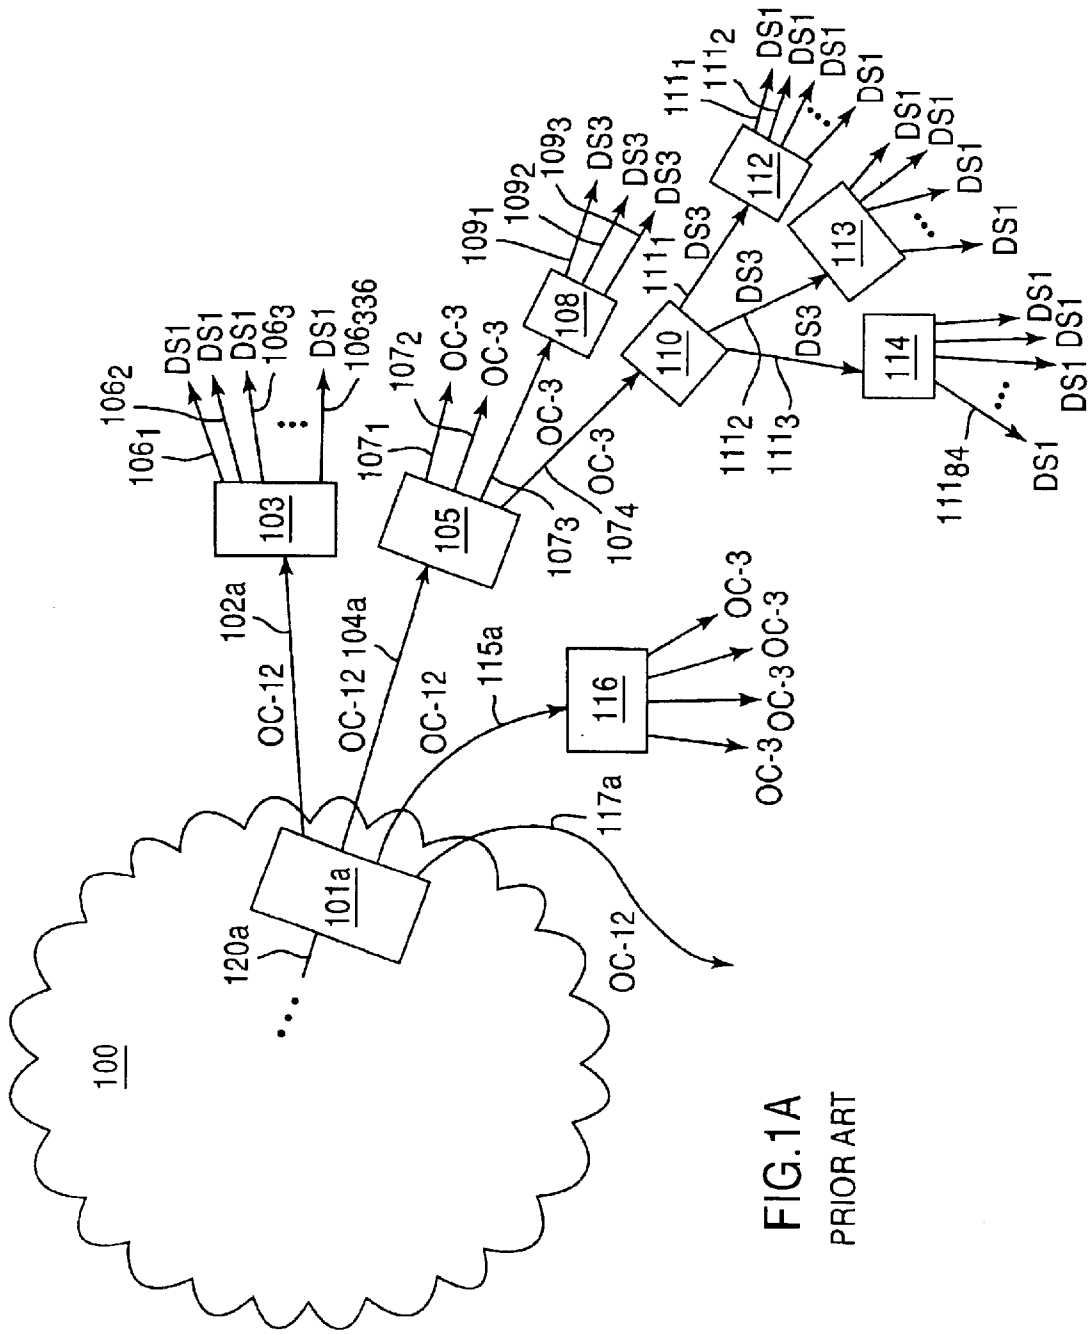 100
120a
101a
OC-12
102a
103
106₁
106₂
DS1
DS1
DS1
106₃
DS1
106₃₃₆
OC-12
104a
105
107₁
107₂
OC-3
OC-3
107₃
OC-3
107₄
OC-3
108
109₁
109₂
109₃
DS3
DS3
DS3
110
111₁
DS3
111₂
DS3
111₃
DS3
112
111₁
111₂
DS1
DS1
DS1
DS1
113
DS1
DS1
DS1
DS1
114
DS1
DS1
DS1
DS1
111₈₄
OC-12
115a
116
OC-3
OC-3
OC-3
OC-3
117a
OC-12
FIG. 1A
PRIOR ART